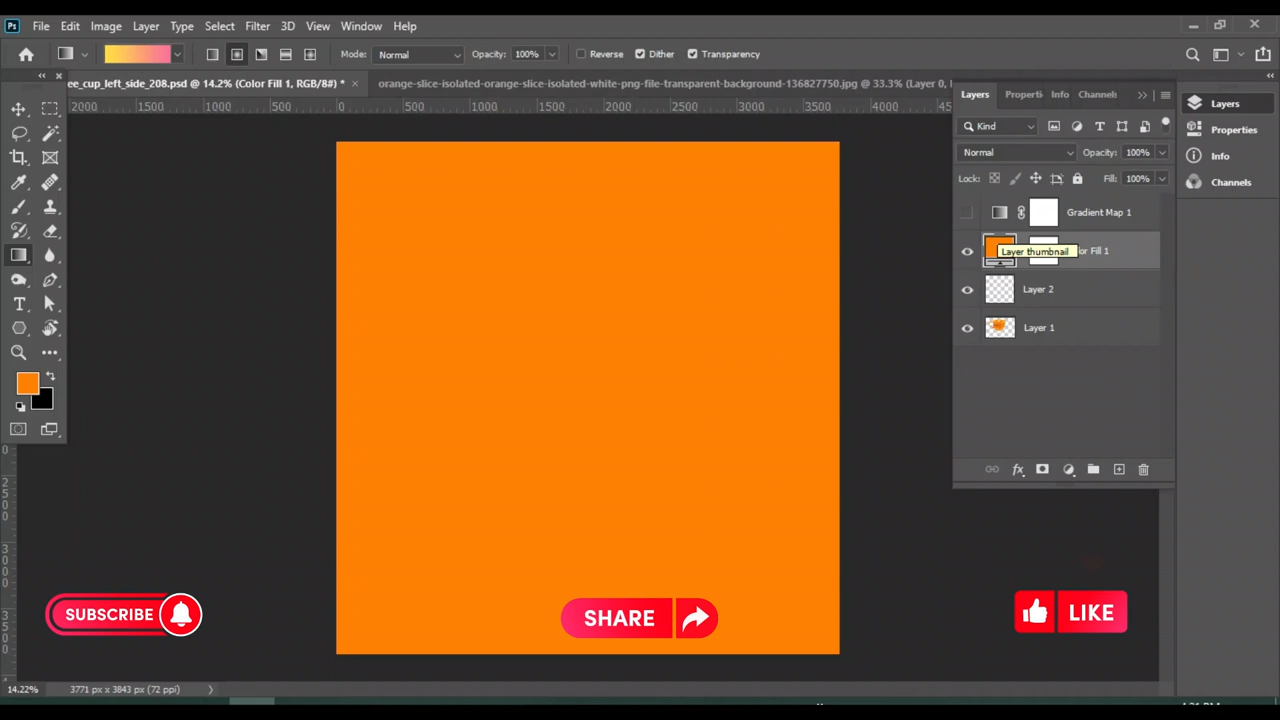 Ps File Edit Image Layer Type Select Filter 3D View Window Help
Mode: Normal Opacity: 100% Reverse Dither Transparency
ee_cup_left_side_208.psd @ 14.2% (Color Fill 1, RGB/8#) *
orange-slice-isolated-orange-slice-isolated-white-png-file-transparent-background-136827750.jpg @ 33.3% (Layer 0,
2000 1500 1000 500 0 500 1000 1500 2000 2500 3000 3500 4000
Layers Properti Info Channels
Kind
Normal Opacity: 100%
Lock: Fill: 100%
Gradient Map 1
Layer thumbnail or Fill 1
Layer 2
Layer 1
Layers
Properties
Info
Channels
SUBSCRIBE
SHARE
LIKE
14.22% 3771 px x 3843 px (72 ppi)